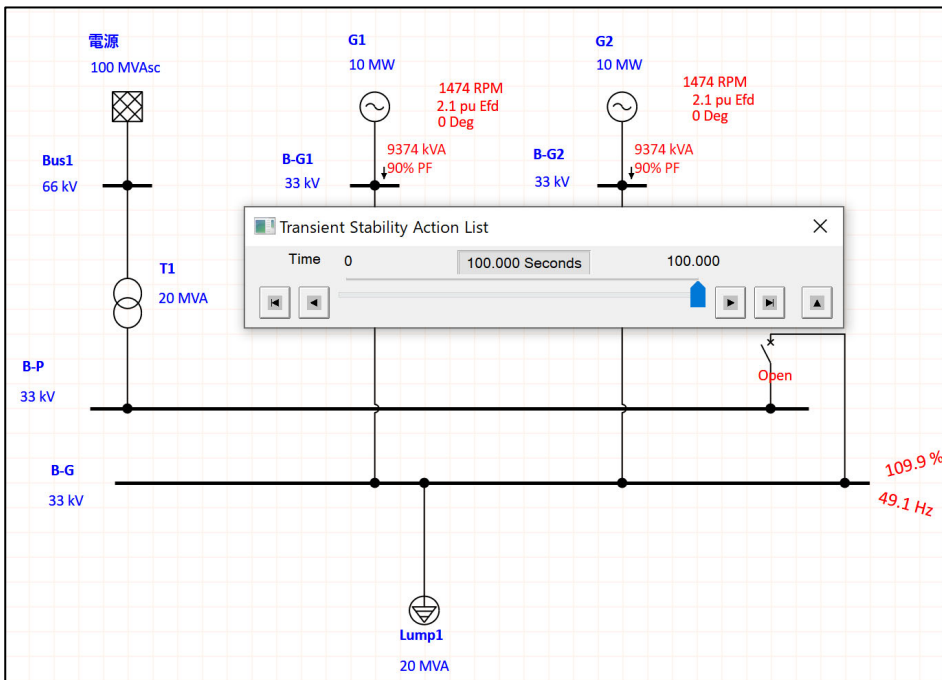 電源
100 MVAsc
G1
10 MW
G2
10 MW
1474 RPM
2.1 pu Efd
0 Deg
1474 RPM
2.1 pu Efd
0 Deg
Bus1
66 kV
B-G1
33 kV
9374 kVA
90% PF
B-G2
33 kV
9374 kVA
90% PF
Transient Stability Action List
Time 0 100.000 Seconds 100.000
T1
20 MVA
B-P
33 kV
Open
B-G
33 kV
109.9 %
49.1 Hz
Lump1
20 MVA